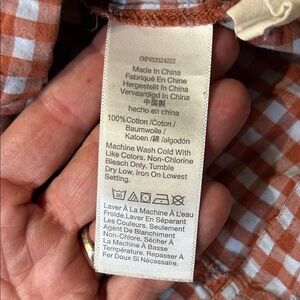 Made In China
Fabriqué En Chine
Hergestellt In China
Vervaardigd In China
中國製
hecho en china
100%Cotton /Coton /
Baumwolle /
Katoen /綿 /algodón
Machine Wash Cold With
Like Colors. Non-Chlorine
Bleach Only. Tumble
Dry Low. Iron On Lowest
Setting.
Laver À La Machine À L'eau
Froide.Laver En Séparant
Les Couleurs. Seulement
Agent De Blanchiment
Non-Chlore. Sécher À
La Machine À Basse
Température. Repasser À
Fer Doux Si Nécessaire.